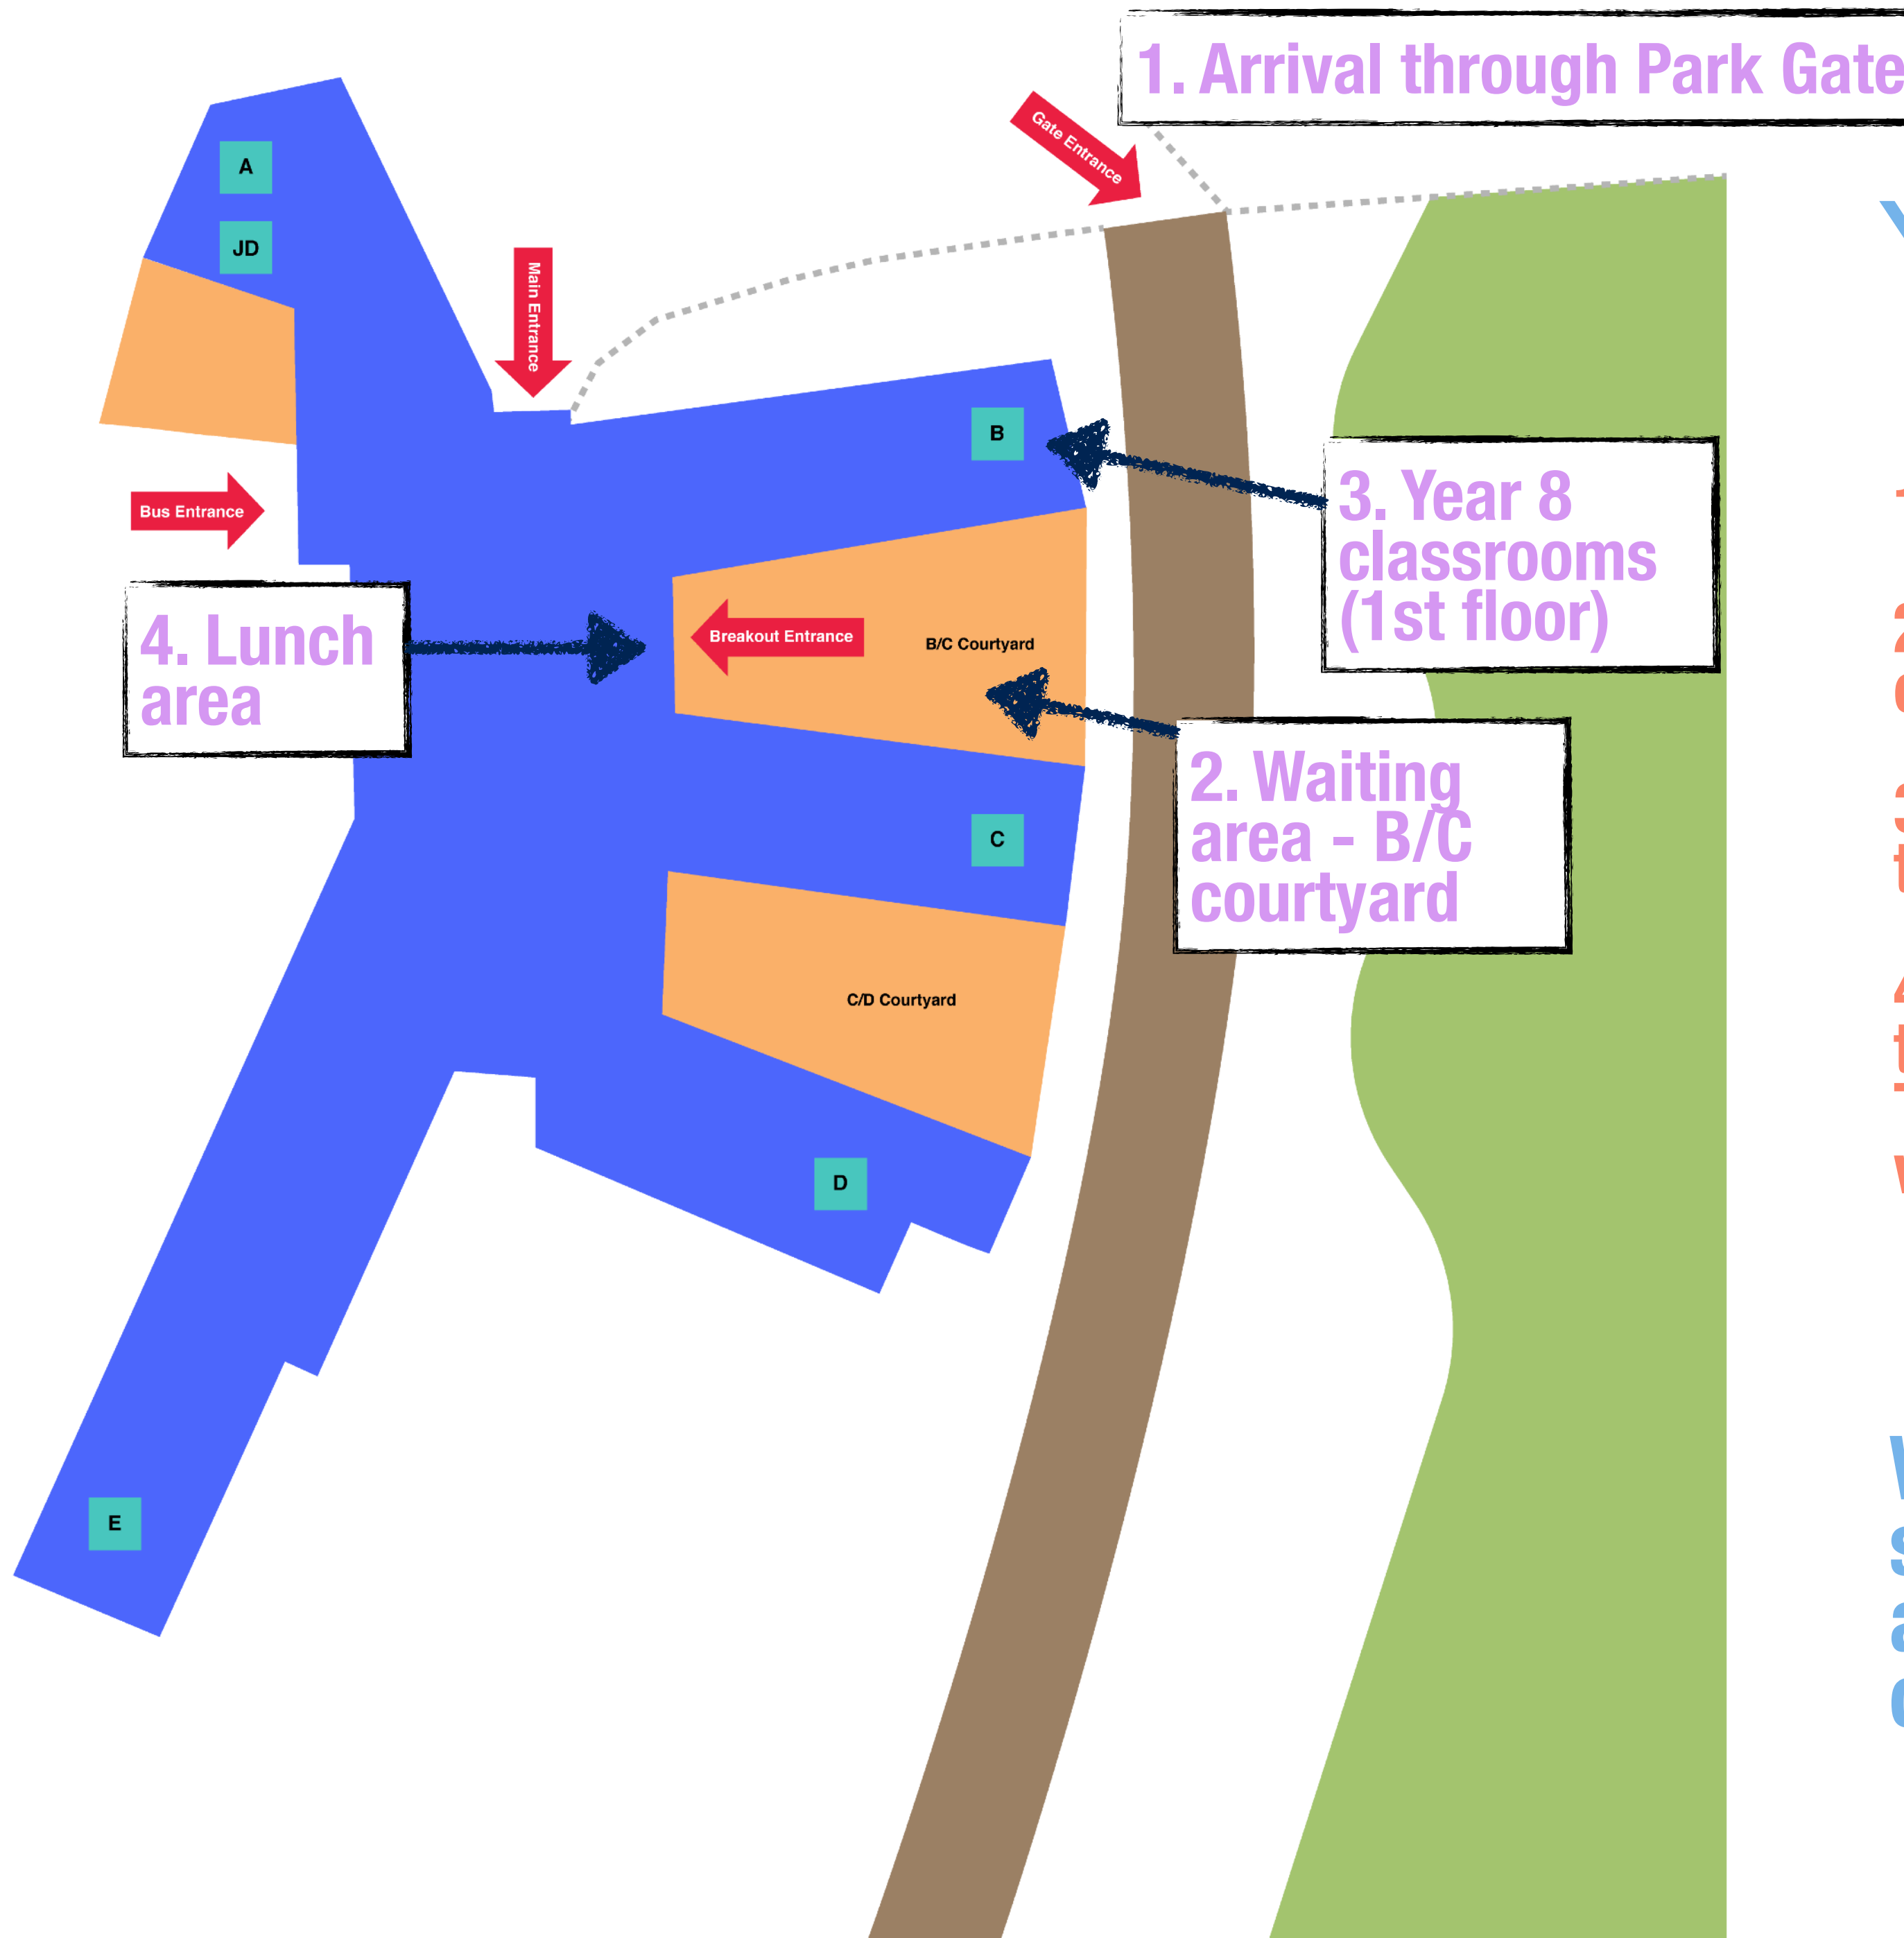 1. Arrival through Park Gate
Gate Entrance
A
JD
Main Entrance
B
Bus Entrance
3. Year 8
classrooms
(1st floor)
4. Lunch
area
Breakout Entrance
B/C Courtyard
2. Waiting
area - B/C
courtyard
C
C/D Courtyard
D
E